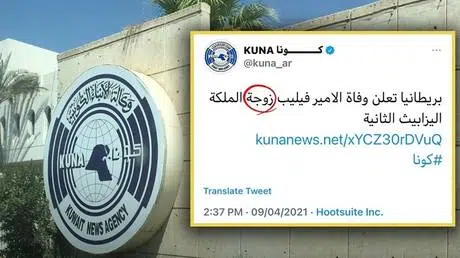 وكالة الأنباء الكويتية
KUNA كونا
KUWAIT NEWS AGENCY
KUNA كـــونـا
@kuna_ar
بريطانيا تعلن وفاة الامير فيليب زوجة الملكة
اليزابيث الثانية
kunanews.net/xYCZ30rDVuQ
#كونا
Translate Tweet
2:37 PM · 09/04/2021 · Hootsuite Inc.